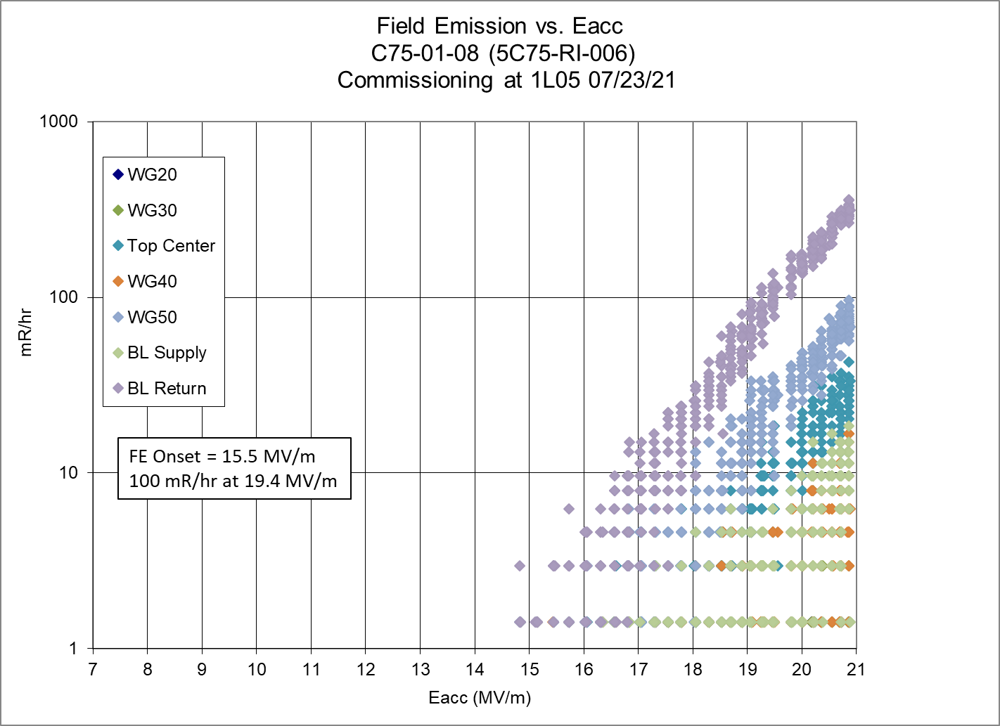 Field Emission vs. Eacc
C75-01-08 (5C75-RI-006)
Commissioning at 1L05 07/23/21
1000
100
10
1
mR/hr
WG20
WG30
Top Center
WG40
WG50
BL Supply
BL Return
FE Onset = 15.5 MV/m
100 mR/hr at 19.4 MV/m
7 8 9 10 11 12 13 14 15 16 17 18 19 20 21
Eacc (MV/m)